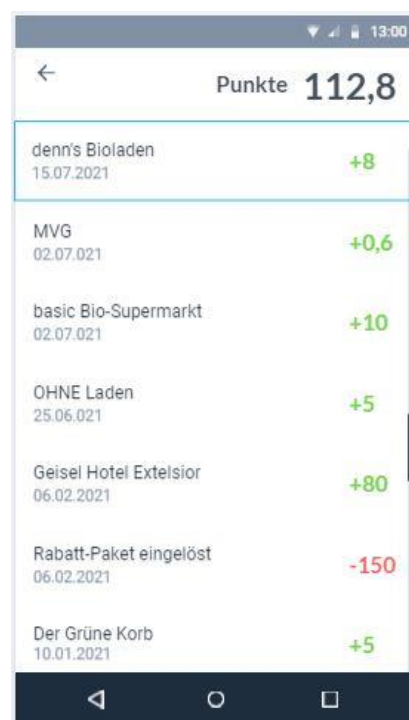 13:00
Punkte 112,8
denn's Bioladen
+8
15.07.2021
MVG
+0,6
02.07.021
basic Bio-Supermarkt
+10
02.07.021
OHNE Laden
+5
25.06.021
Geisel Hotel Extelsior
+80
06.02.2021
Rabatt-Paket eingelöst
-150
06.02.2021
Der Grüne Korb
+5
10.01.2021